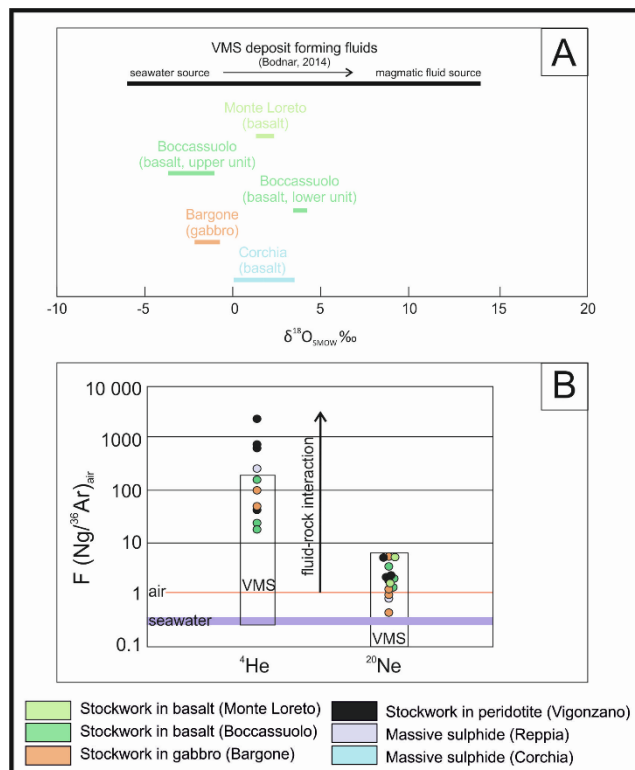 A
VMS deposit forming fluids
(Bodnar, 2014)
seawater source
magmatic fluid source
Monte Loreto
(basalt)
Boccassuolo
(basalt, upper unit)
Boccassuolo
(basalt, lower unit)
Bargone
(gabbro)
Corchia
(basalt)
-10 -5 0 5 10 15 20
δ18OSMOW‰
B
F (Ng/36Ar)air
10 000
1000
100
10
1
0.1
fluid-rock interaction
VMS
air
seawater
VMS
4He
20Ne
Stockwork in basalt (Monte Loreto)
Stockwork in basalt (Boccassuolo)
Stockwork in gabbro (Bargone)
Stockwork in peridotite (Vigonzano)
Massive sulphide (Reppia)
Massive sulphide (Corchia)